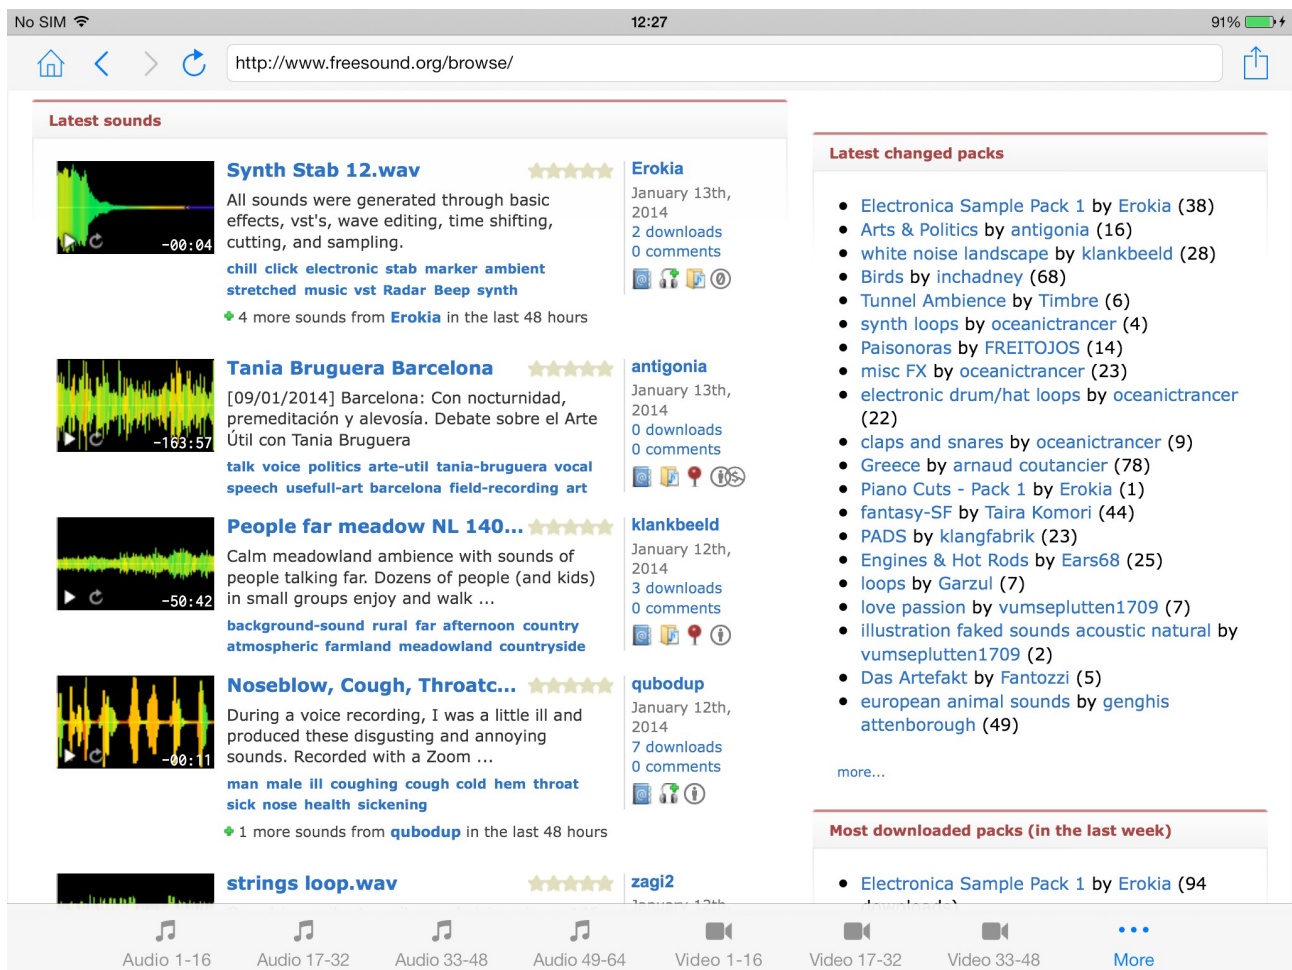 No SIM 12:27 91%
http://www.freesound.org/browse/
Latest sounds
Synth Stab 12.wav
All sounds were generated through basic
effects, vst's, wave editing, time shifting,
cutting, and sampling.
chill click electronic stab marker ambient
stretched music vst Radar Beep synth
4 more sounds from Erokia in the last 48 hours
-00:04
Erokia
January 13th,
2014
2 downloads
0 comments
Tania Bruguera Barcelona
[09/01/2014] Barcelona: Con nocturnidad,
premeditación y alevosía. Debate sobre el Arte
Útil con Tania Bruguera
talk voice politics arte-util tania-bruguera vocal
speech usefull-art barcelona field-recording art
-163:57
antigonia
January 13th,
2014
0 downloads
0 comments
People far meadow NL 140...
Calm meadowland ambience with sounds of
people talking far. Dozens of people (and kids)
in small groups enjoy and walk ...
background-sound rural far afternoon country
atmospheric farmland meadowland countryside
-50:42
klankbeeld
January 12th,
2014
3 downloads
0 comments
Noseblow, Cough, Throatc...
During a voice recording, I was a little ill and
produced these disgusting and annoying
sounds. Recorded with a Zoom ...
man male ill coughing cough cold hem throat
sick nose health sickening
1 more sounds from qubodup in the last 48 hours
-00:11
qubodup
January 12th,
2014
7 downloads
0 comments
strings loop.wav
zagi2
Latest changed packs
Electronica Sample Pack 1 by Erokia (38)
Arts & Politics by antigonia (16)
white noise landscape by klankbeeld (28)
Birds by inchadney (68)
Tunnel Ambience by Timbre (6)
synth loops by oceanictrancer (4)
Paisonoras by FREITOJOS (14)
misc FX by oceanictrancer (23)
electronic drum/hat loops by oceanictrancer
(22)
claps and snares by oceanictrancer (9)
Greece by arnaud coutancier (78)
Piano Cuts - Pack 1 by Erokia (1)
fantasy-SF by Taira Komori (44)
PADS by klangfabrik (23)
Engines & Hot Rods by Ears68 (25)
loops by Garzul (7)
love passion by vumseplutten1709 (7)
illustration faked sounds acoustic natural by
vumseplutten1709 (2)
Das Artefakt by Fantozzi (5)
european animal sounds by genghis
attenborough (49)
more...
Most downloaded packs (in the last week)
Electronica Sample Pack 1 by Erokia (94
downloads)
Audio 1-16
Audio 17-32
Audio 33-48
Audio 49-64
Video 1-16
Video 17-32
Video 33-48
More